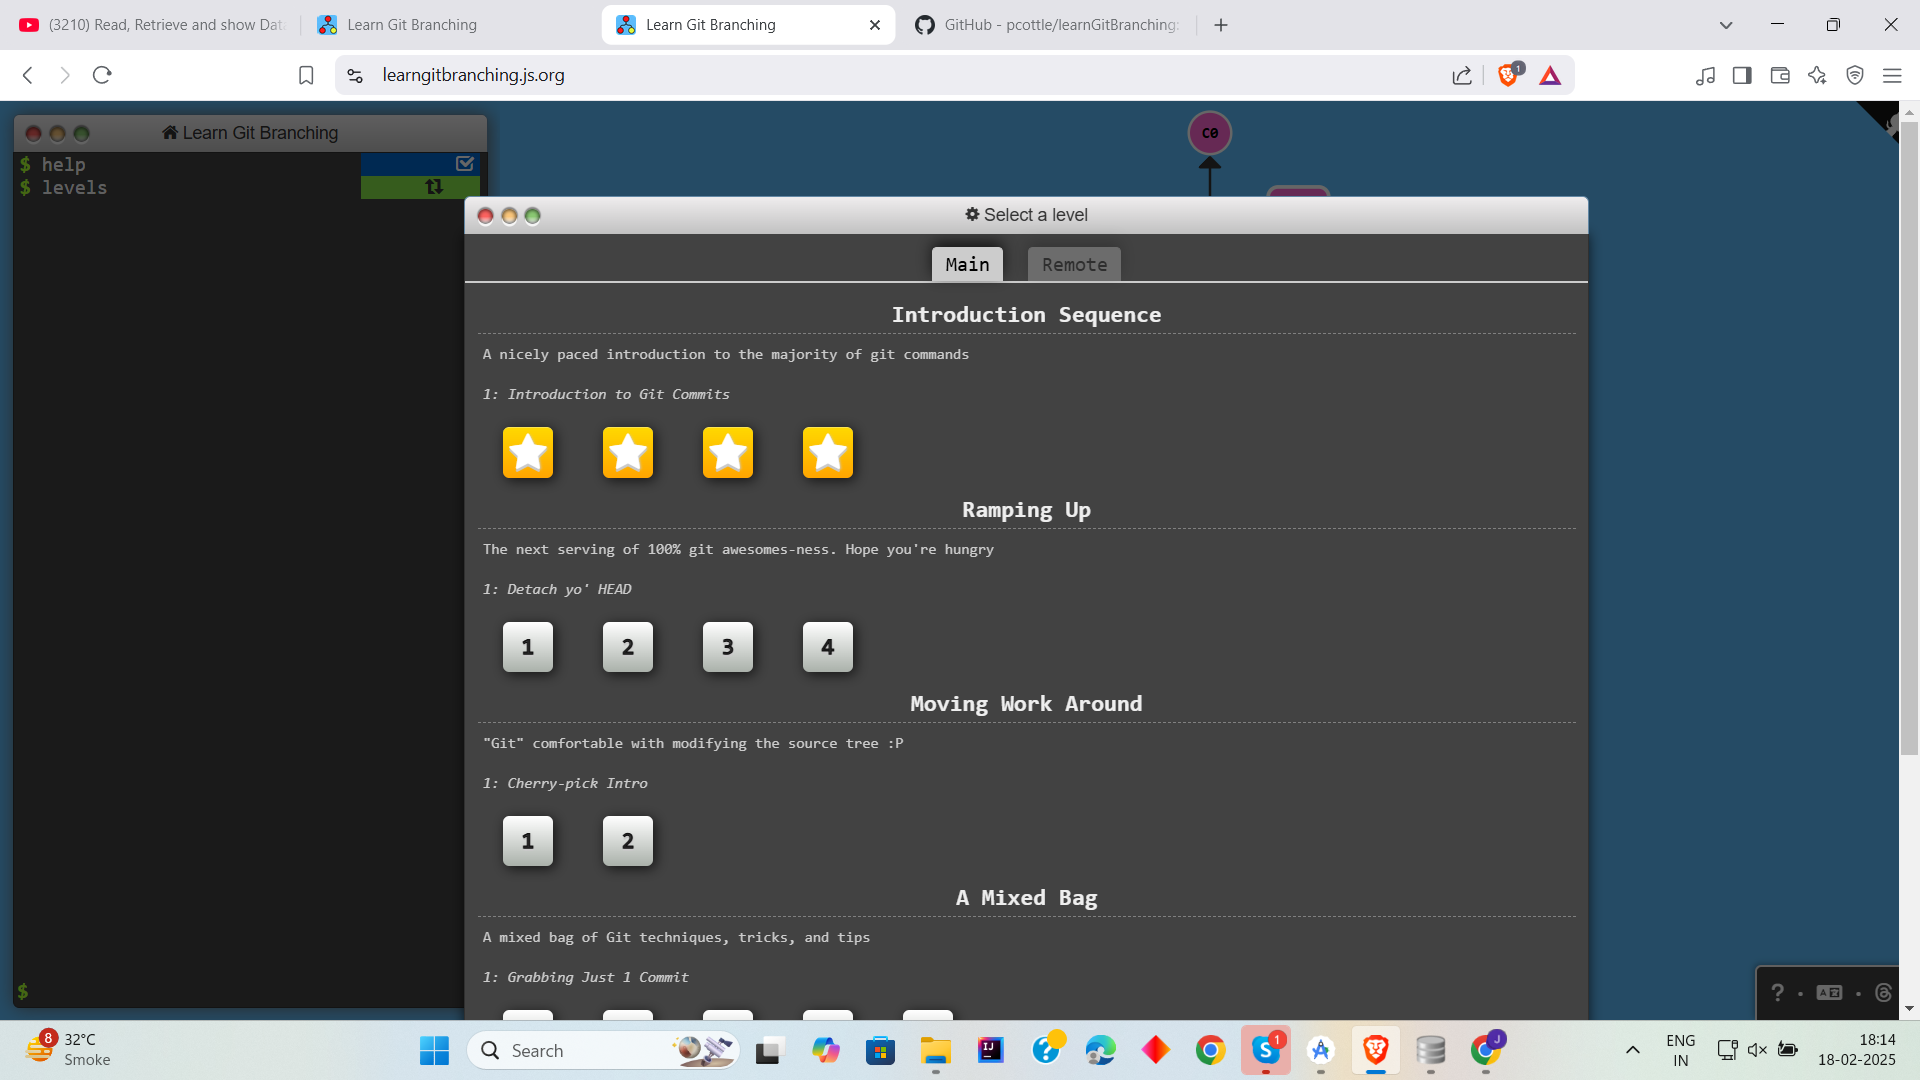 (3210) Read, Retrieve and show Dat
Learn Git Branching
Learn Git Branching
GitHub - pcottle/learnGitBranching:
learngitbranching.js.org
1
Learn Git Branching
$ help
$ levels
$
C0
Select a level
Main
Remote
Introduction Sequence
A nicely paced introduction to the majority of git commands
1: Introduction to Git Commits
Ramping Up
The next serving of 100% git awesomes-ness. Hope you're hungry
1: Detach yo' HEAD
1 2 3 4
Moving Work Around
"Git" comfortable with modifying the source tree :P
1: Cherry-pick Intro
1 2
A Mixed Bag
A mixed bag of Git techniques, tricks, and tips
1: Grabbing Just 1 Commit
?
8
32°C
Smoke
Search
IJ
S
1
J
ENG
IN
18:14
18-02-2025